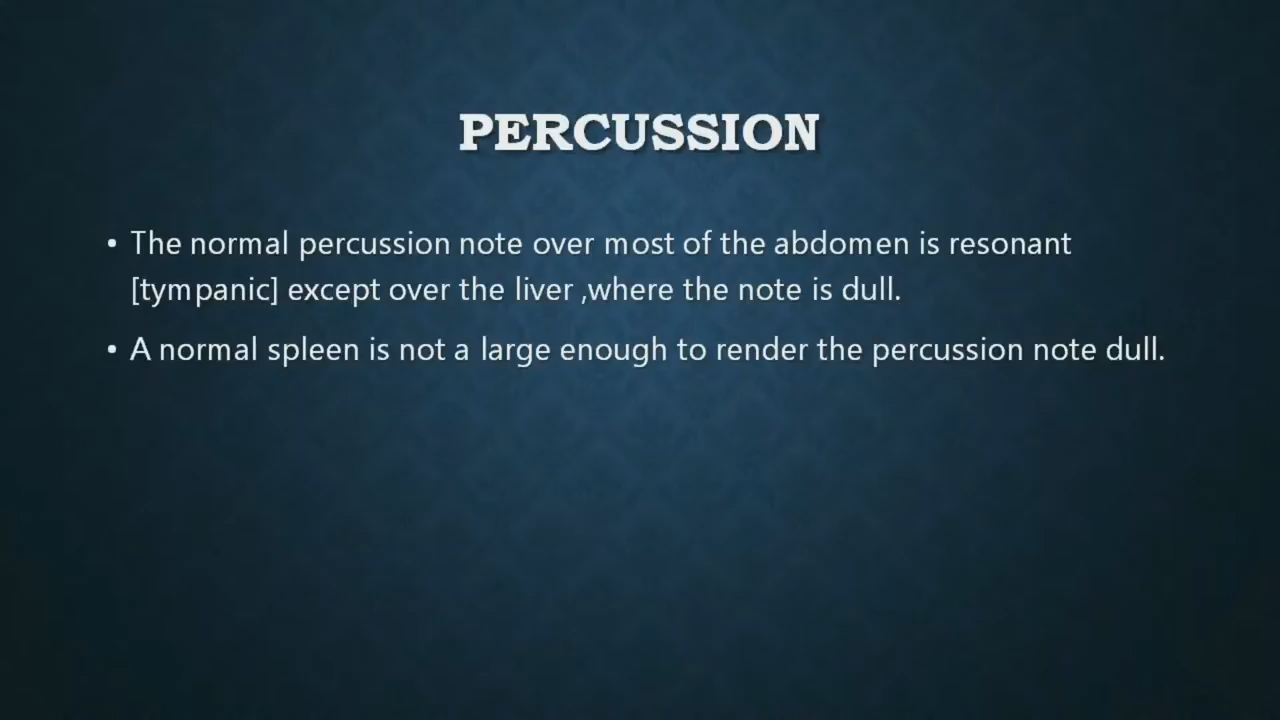 PERCUSSION
• The normal percussion note over most of the abdomen is resonant
[tympanic] except over the liver ,where the note is dull.
• A normal spleen is not a large enough to render the percussion note dull.